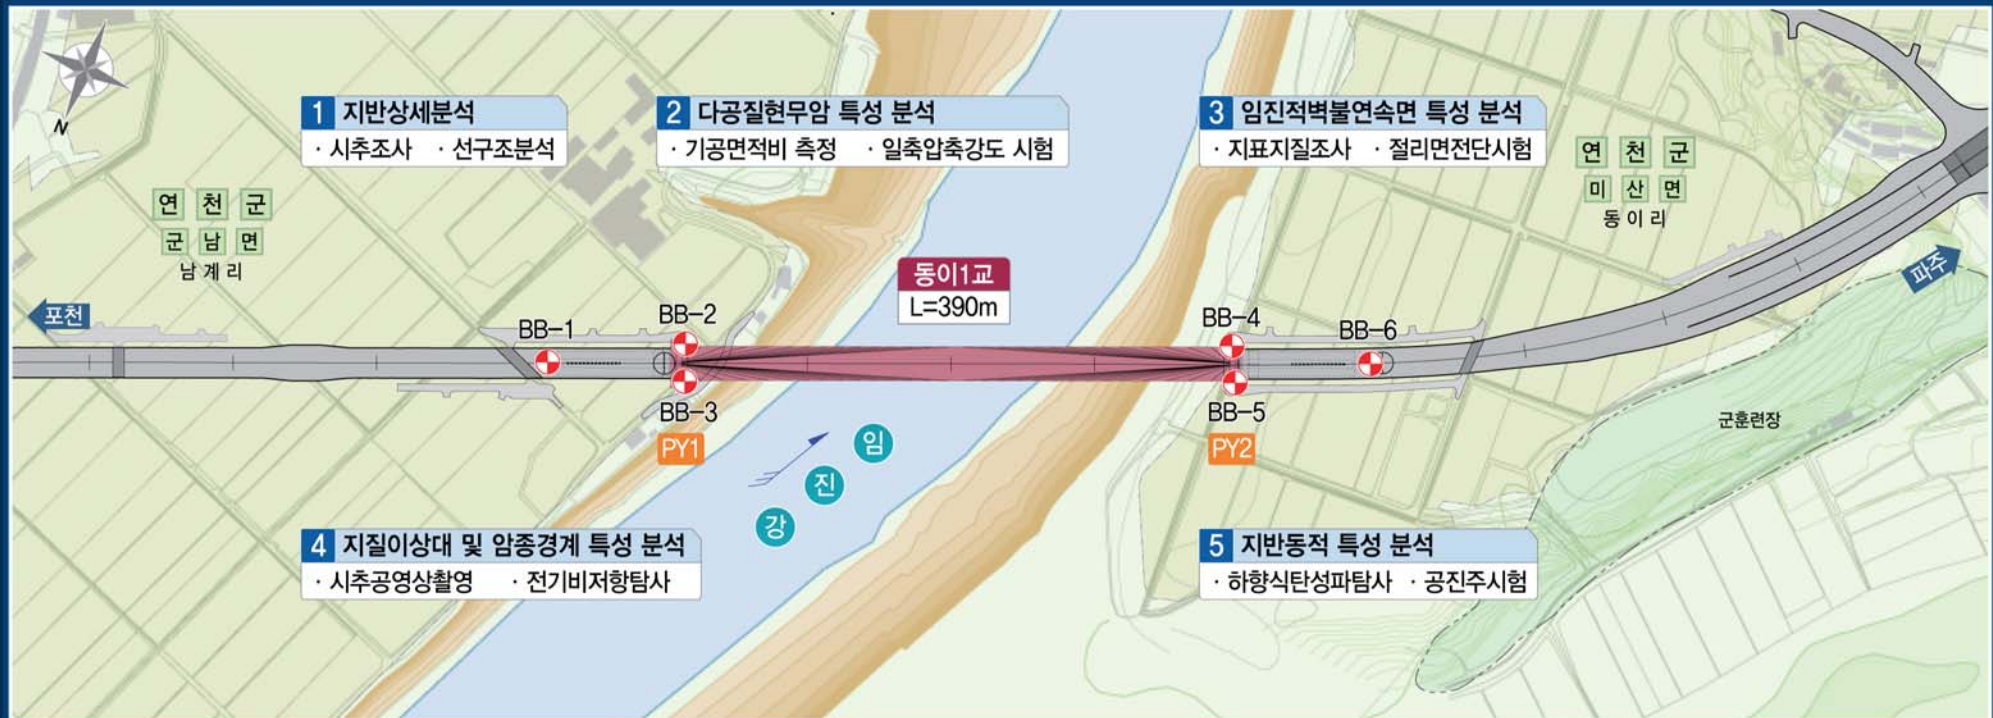 N
1 지반상세분석
· 시추조사 · 선구조분석
2 다공질현무암 특성 분석
· 기공면적비 측정 · 일축압축강도 시험
3 임진적벽불연속면 특성 분석
· 지표지질조사 · 절리면전단시험
연 천 군
군 남 면
남 계 리
연 천 군
미 산 면
동 이 리
포천
파주
동이1교
L=390m
BB-1
BB-2
BB-3
PY1
BB-4
BB-6
BB-5
PY2
군훈련장
임
진
강
4 지질이상대 및 암종경계 특성 분석
· 시추공영상촬영 · 전기비저항탐사
5 지반동적 특성 분석
· 하향식탄성파탐사 · 공진주시험